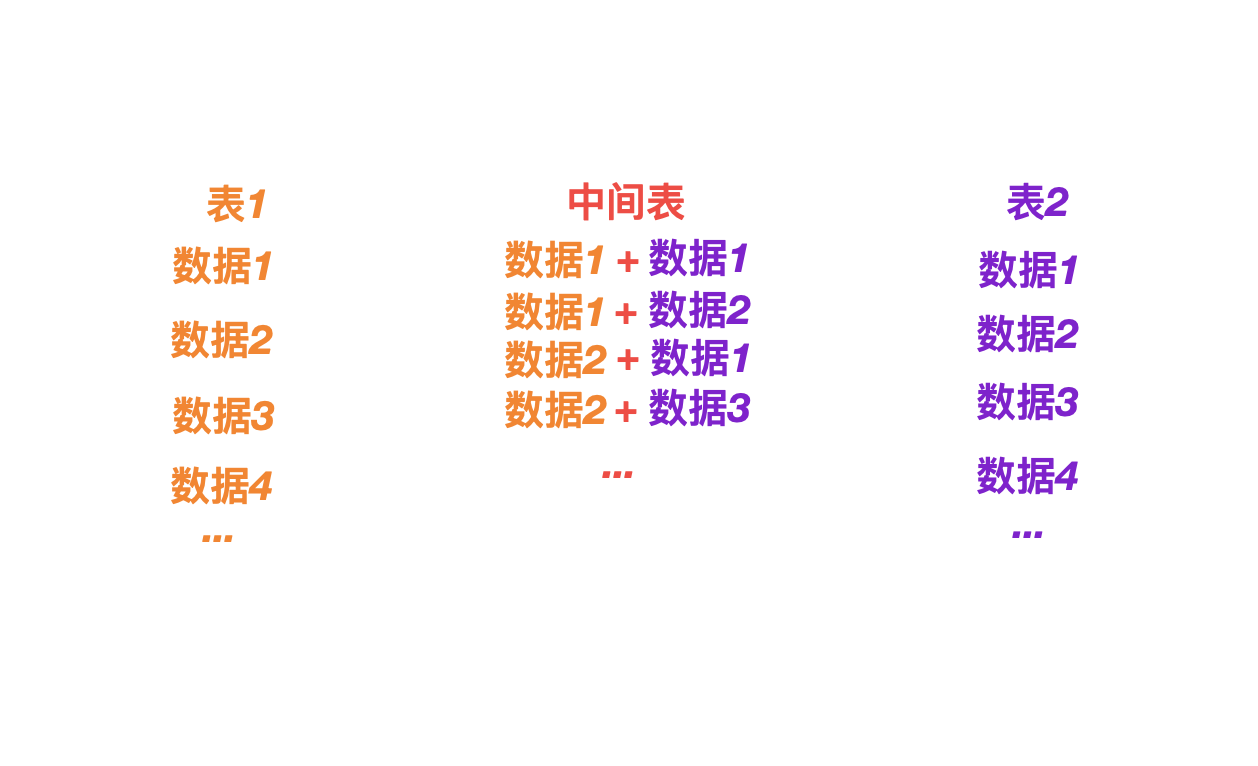 表1
数据1
数据2
数据3
数据4
...
中间表
数据1 + 数据1
数据1 + 数据2
数据2 + 数据1
数据2 + 数据3
...
表2
数据1
数据2
数据3
数据4
...